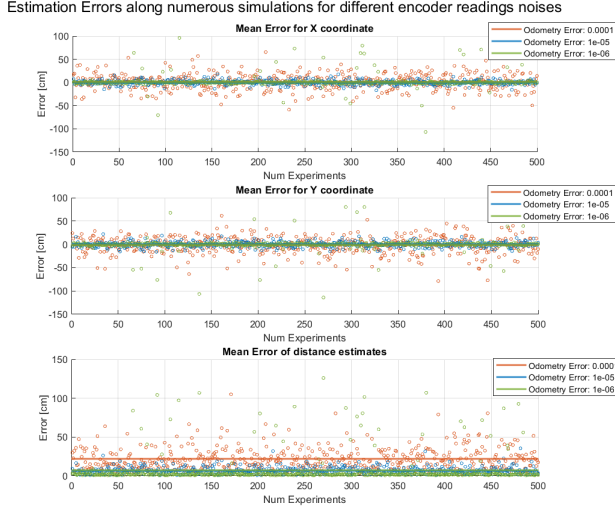 Estimation Errors along numerous simulations for different encoder readings noises
Mean Error for X coordinate
Odometry Error: 0.0001
Odometry Error: 1e-05
Odometry Error: 1e-06
Error [cm]
100
50
0
-50
-100
-150
0 50 100 150 200 250 300 350 400 450 500
Num Experiments
Mean Error for Y coordinate
Odometry Error: 0.0001
Odometry Error: 1e-05
Odometry Error: 1e-06
Error [cm]
100
50
0
-50
-100
-150
0 50 100 150 200 250 300 350 400 450 500
Num Experiments
Mean Error of distance estimates
Odometry Error: 0.000
Odometry Error: 1e-05
Odometry Error: 1e-06
Error [cm]
150
100
50
0
0 50 100 150 200 250 300 350 400 450 500
Num Experiments